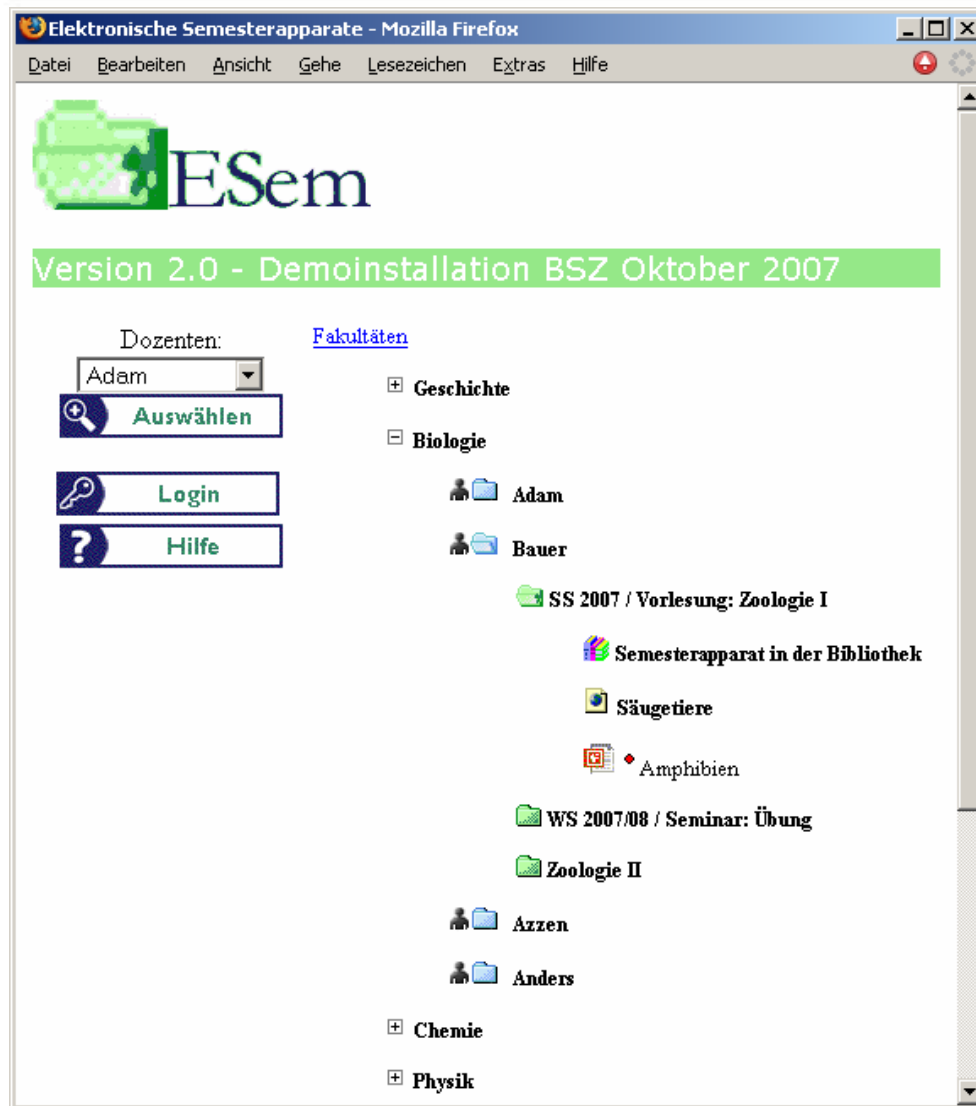 Elektronische Semesterapparate - Mozilla Firefox
Datei Bearbeiten Ansicht Gehe Lesezeichen Extras Hilfe
ESem
Version 2.0 - Demoinstallation BSZ Oktober 2007
Dozenten:
Adam
Auswählen
Login
Hilfe
Fakultäten
Geschichte
Biologie
Adam
Bauer
SS 2007 / Vorlesung: Zoologie I
Semesterapparat in der Bibliothek
Säugetiere
Amphibien
WS 2007/08 / Seminar: Übung
Zoologie II
Azzen
Anders
Chemie
Physik